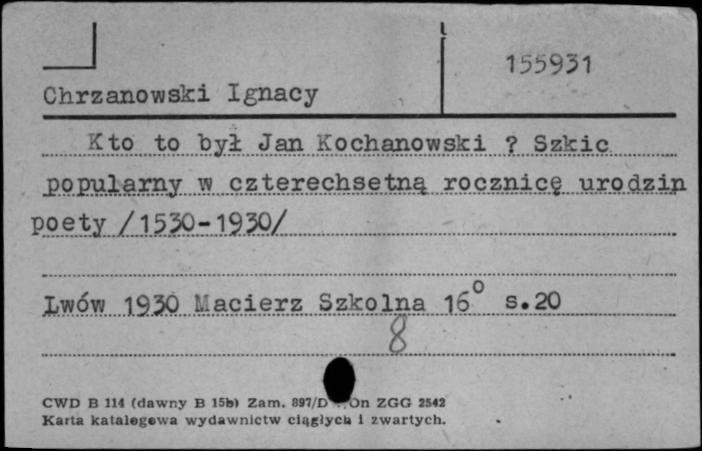 155931
Chrzanowski Ignacy
Kto to był Jan Kochanowski ? Szkic
popularny w czterechsetną rocznicę urodzin
poety /1530-1930/
Lwów 1930 Macierz Szkolna 16° s.20
8
CWD B 114 (dawny B 15b) Zam. 897/D On ZGG 2542
Karta katalogowa wydawnictw ciągłych i zwartych.